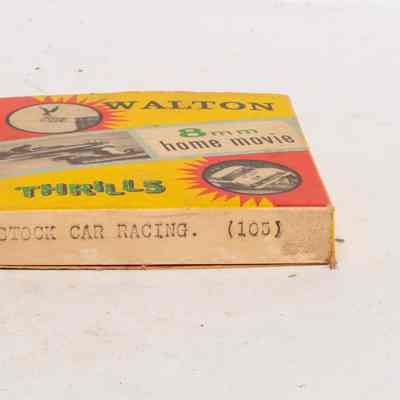 WALTON
8mm
home movie
THRILLS
STOCK CAR RACING. (105)